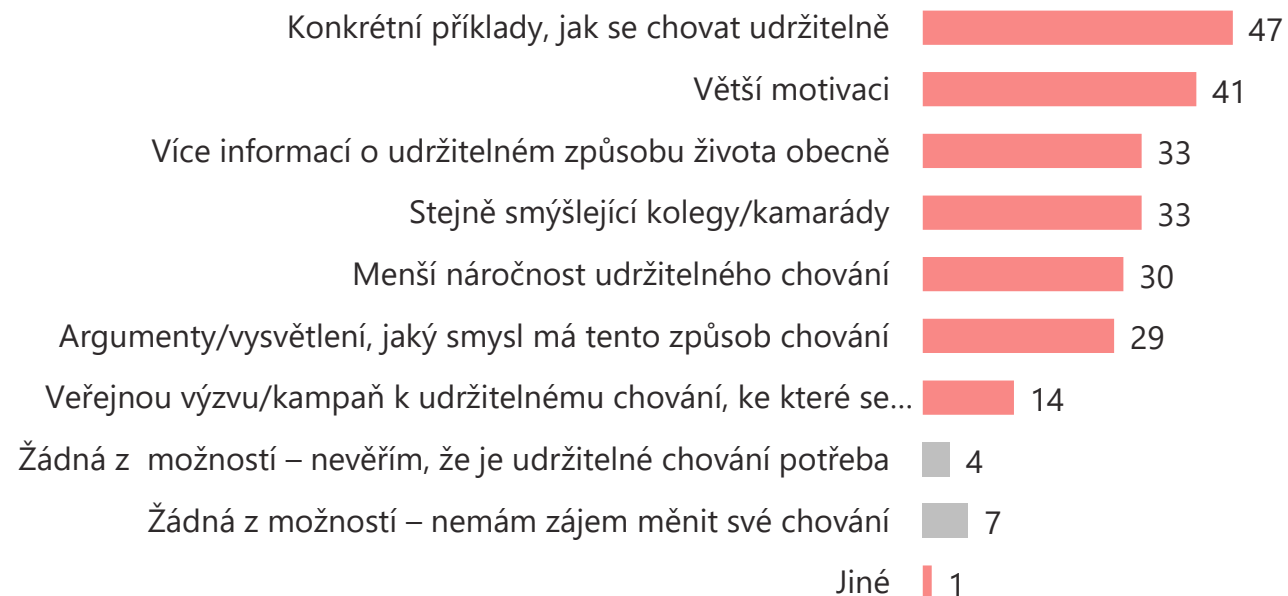 Konkrétní příklady, jak se chovat udržitelně 47
Větší motivaci 41
Více informací o udržitelném způsobu života obecně 33
Stejně smýšlející kolegy/kamarády 33
Menší náročnost udržitelného chování 30
Argumenty/vysvětlení, jaký smysl má tento způsob chování 29
Veřejnou výzvu/kampaň k udržitelnému chování, ke které se... 14
Žádná z  možností – nevěřím, že je udržitelné chování potřeba 4
Žádná z možností – nemám zájem měnit své chování 7
Jiné 1